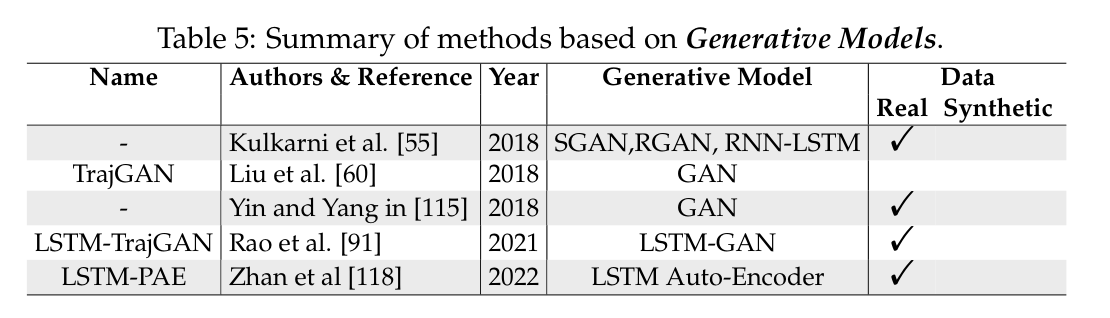 Table 5: Summary of methods based on Generative Models.
Name Authors & Reference Year Generative Model Data
Real Synthetic
- Kulkarni et al. [55] 2018 SGAN,RGAN, RNN-LSTM ✓
TrajGAN Liu et al. [60] 2018 GAN
- Yin and Yang in [115] 2018 GAN ✓
LSTM-TrajGAN Rao et al. [91] 2021 LSTM-GAN ✓
LSTM-PAE Zhan et al [118] 2022 LSTM Auto-Encoder ✓